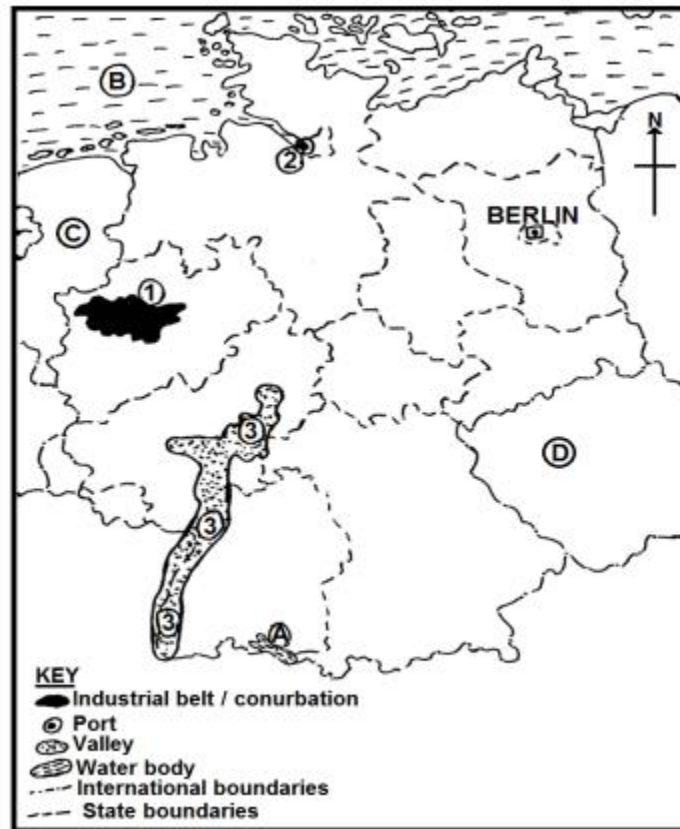 B
N
2
BERLIN
C
1
3
D
3
3
A
KEY
Industrial belt / conurbation
Port
Valley
Water body
International boundaries
State boundaries